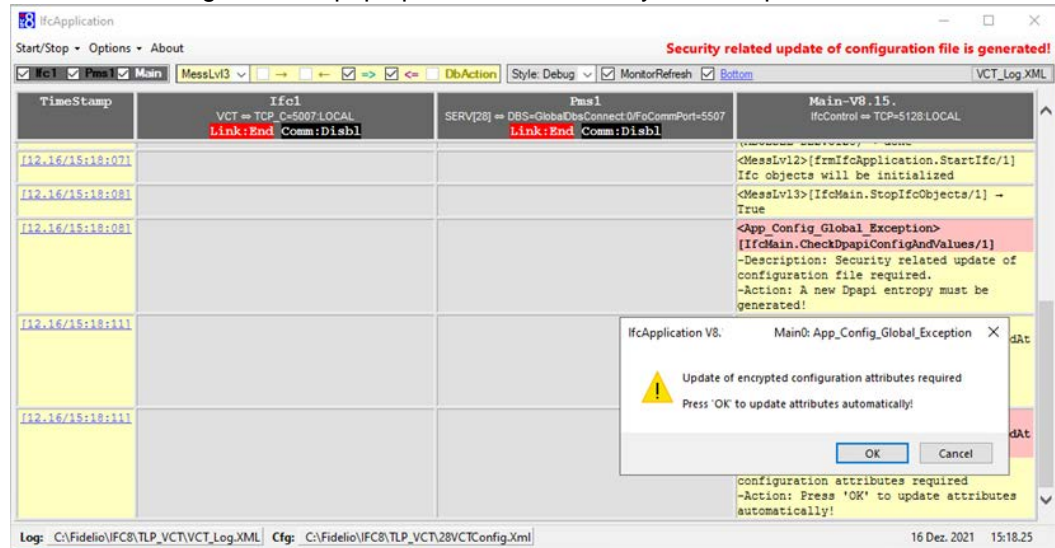 IfcApplication
Start/Stop Options About
Security related update of configuration file is generated!
Ifc1 Pms1 Main MessLvl3 → ← => <= DbAction Style: Debug MonitorRefresh Bottom VCT_Log.XML
TimeStamp
Ifc1
VCT ⇔ TCP_C=5007:LOCAL
Link:End Comm:Disbl
Pms1
SERV[28] ⇔ DBS=GlobalDbsConnect:0/FoCommPort=5507
Link:End Comm:Disbl
Main-V8.15.
IfcControl ⇔ TCP=5128:LOCAL
[12.16/15:18:07]
<MessLvl2>[frmIfcApplication.StartIfc/1]
Ifc objects will be initialized
[12.16/15:18:08]
<MessLvl3>[IfcMain.StopIfcObjects/1] →
True
[12.16/15:18:08]
<App_Config_Global_Exception>
[IfcMain.CheckDpapiConfigAndValues/1]
-Description: Security related update of
configuration file required.
-Action: A new Dpapi entropy must be
generated!
[12.16/15:18:11]
dAt
IfcApplication V8. Main0: App_Config_Global_Exception
Update of encrypted configuration attributes required
Press 'OK' to update attributes automatically!
OK Cancel
[12.16/15:18:11]
dAt
configuration attributes required
-Action: Press 'OK' to update attributes
automatically!
Log: C:\Fidelio\IFC8\TLP_VCT\VCT_Log.XML Cfg: C:\Fidelio\IFC8\TLP_VCT\28VCTConfig.Xml 16 Dez. 2021 15:18.25